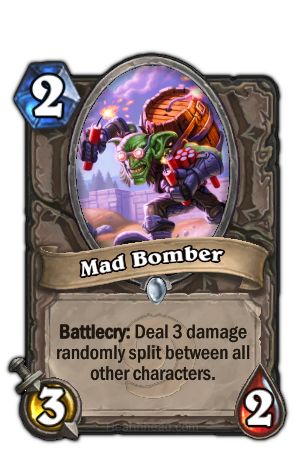 2
Mad Bomber
Battlecry: Deal 3 damage
randomly split between all
other characters.
3
2